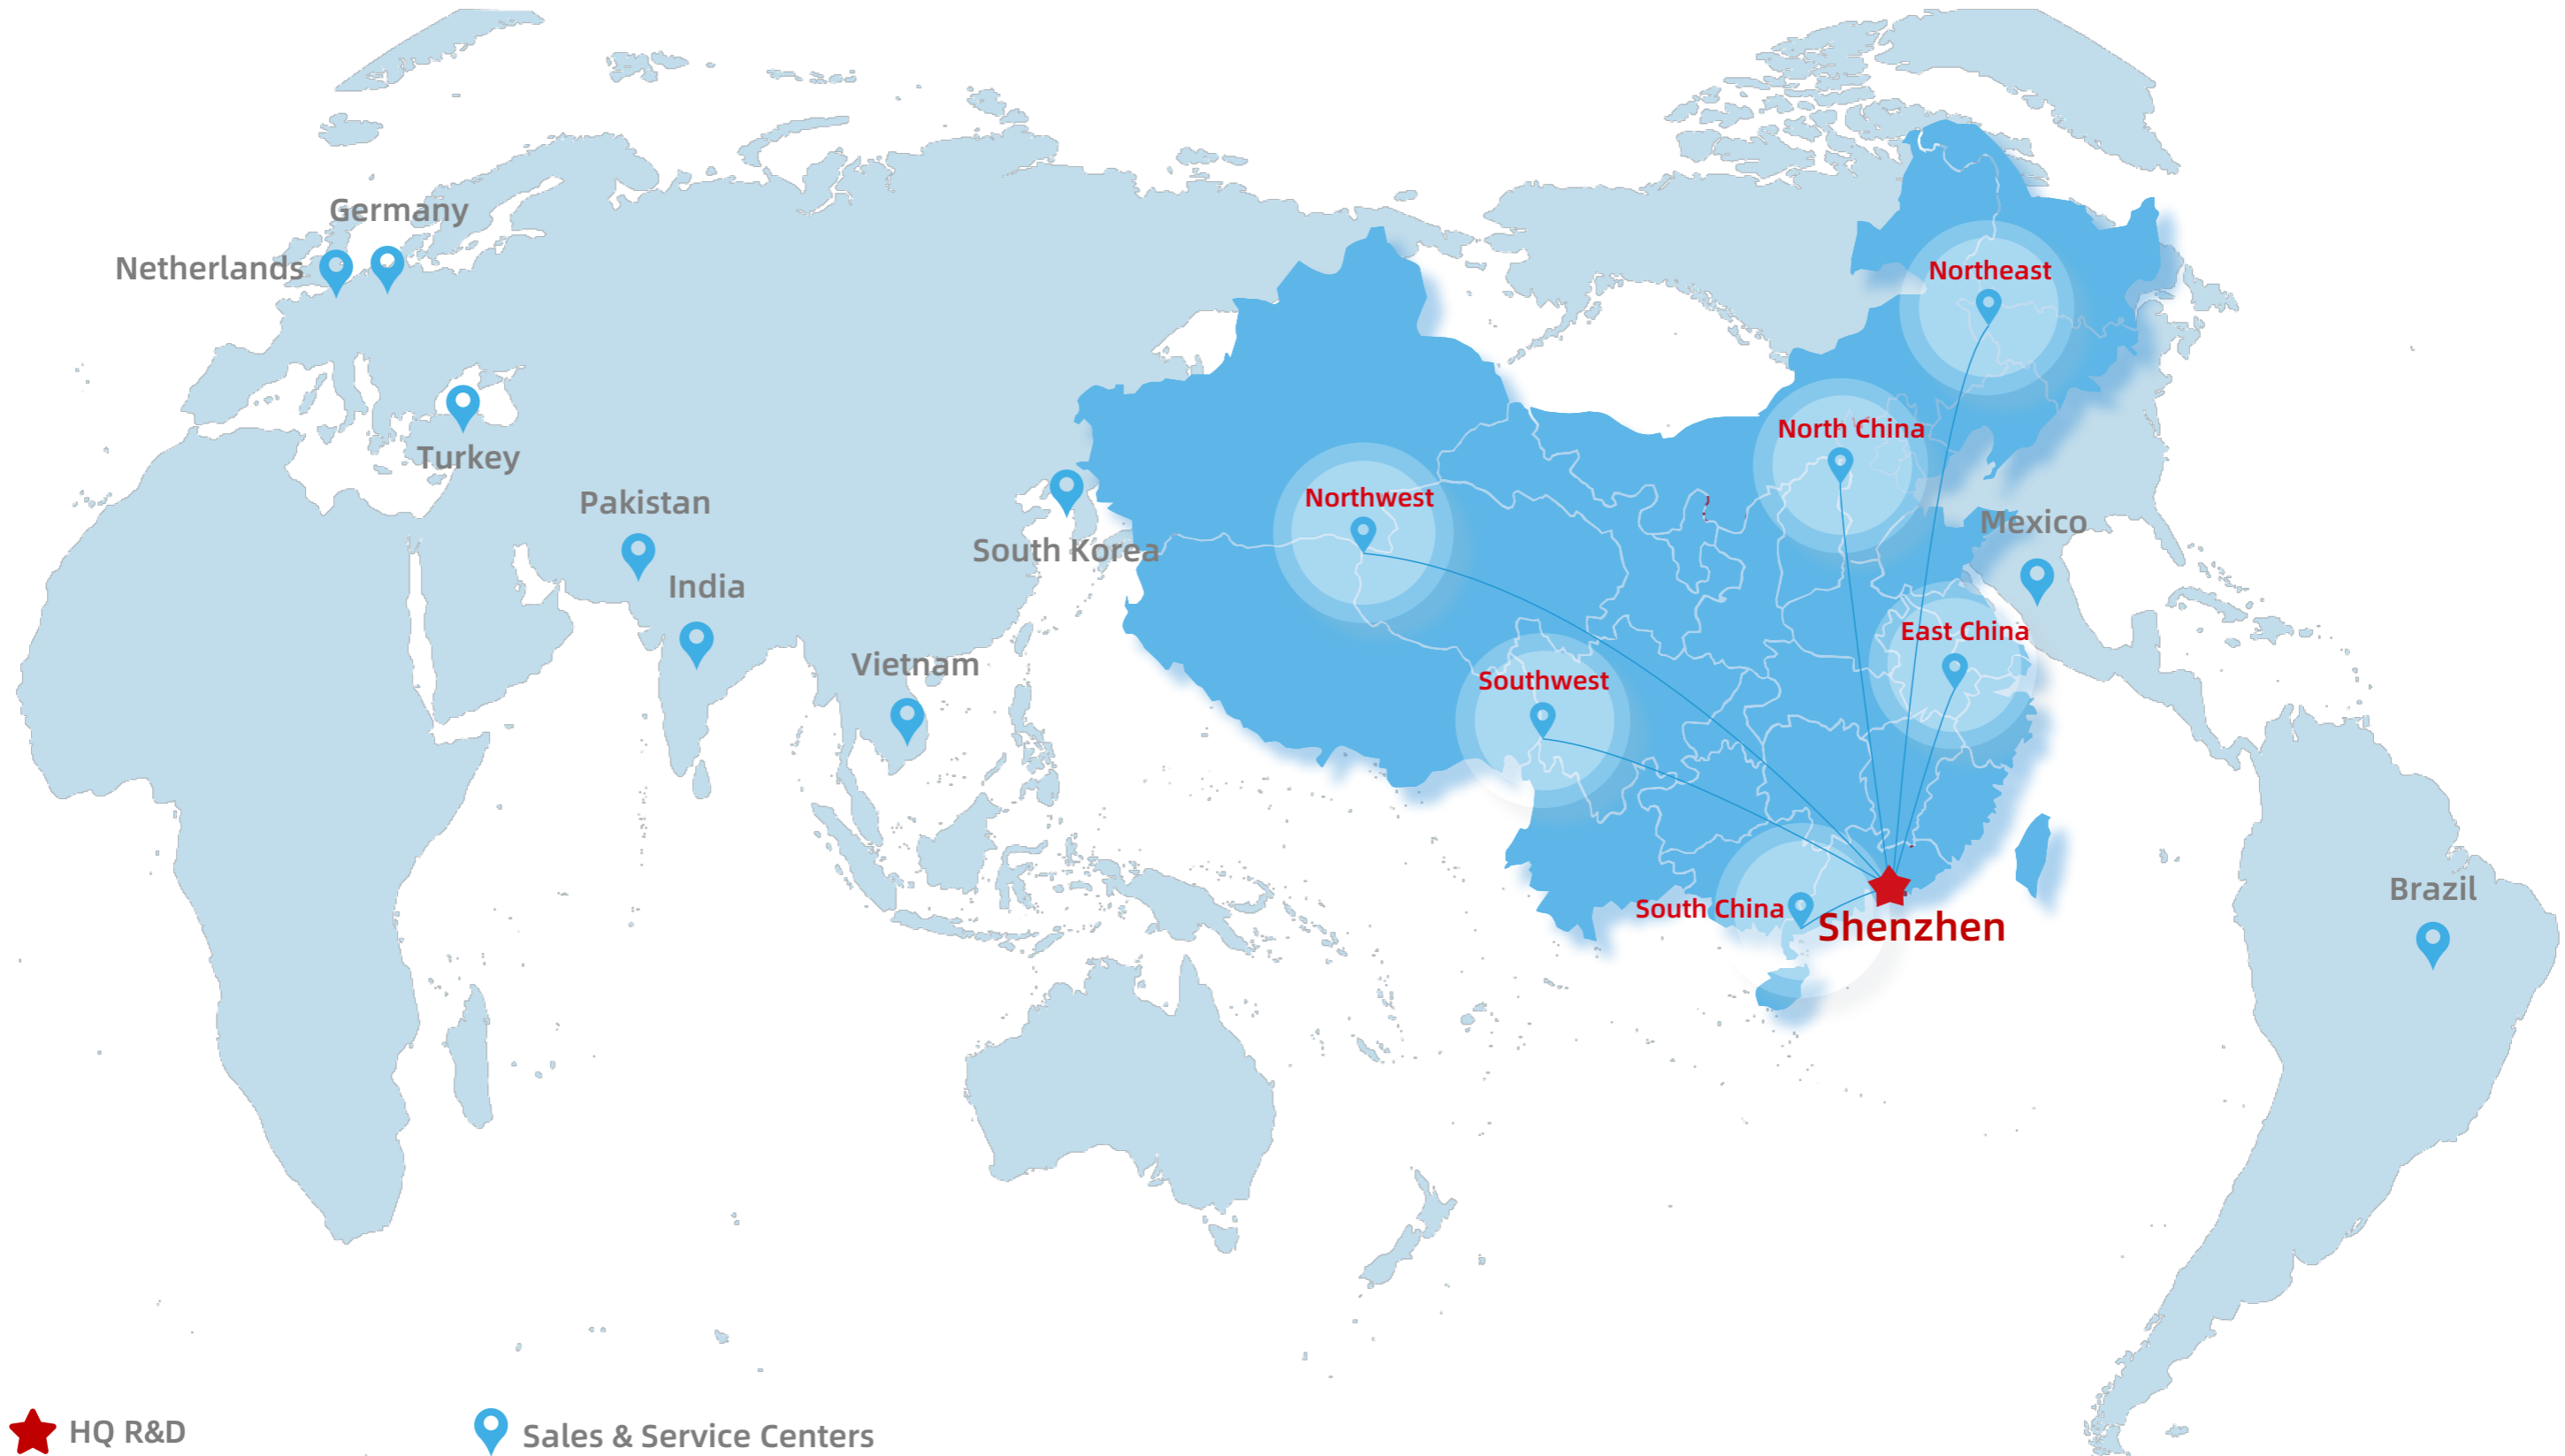 Germany
Netherlands
Northeast
North China
Turkey
Pakistan
Northwest
South Korea
Mexico
India
East China
Vietnam
Southwest
Brazil
South China
Shenzhen
HQ R&D
Sales & Service Centers